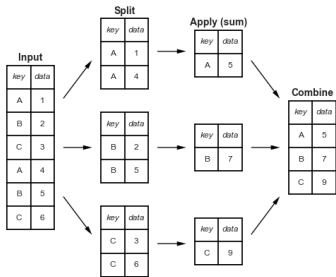 Split
Apply (sum)
Input
Combine
key data
A 1
B 2
C 3
A 4
B 5
C 6
key data
A 1
A 4
key data
B 2
B 5
key data
C 3
C 6
key data
A 5
key data
B 7
key data
C 9
key data
A 5
B 7
C 9